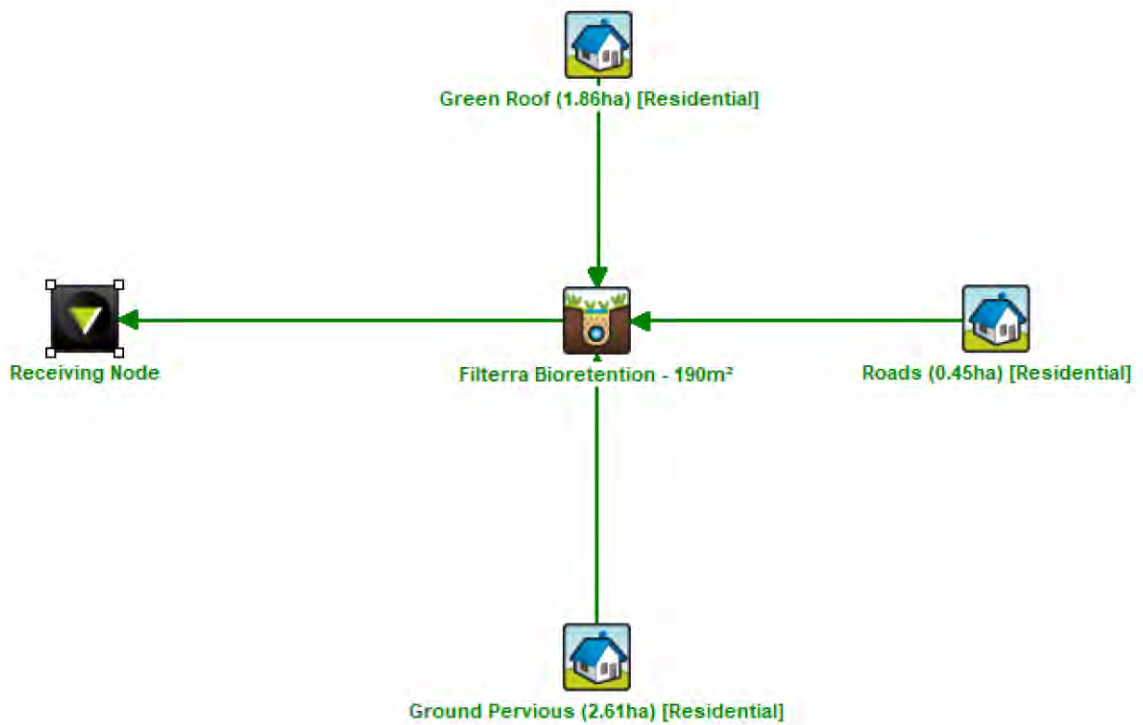 Green Roof (1.86ha) [Residential]
Receiving Node
Filterra Bioretention - 190m²
Roads (0.45ha) [Residential]
Ground Pervious (2.61ha) [Residential]